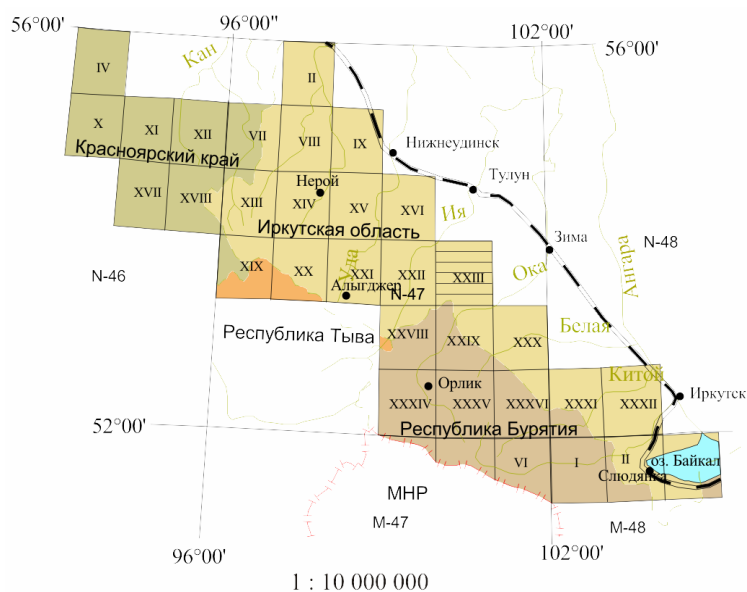 56°00'
96°00''
102°00'
56°00'
Кан
IV
II
X
XI
XII
VII
VIII
IX
Нижнеудинск
Красноярский край
Тулун
XVII
XVIII
XIII
Нерой
XIV
XV
XVI
Ия
Иркутская область
Зима
N-48
Ангара
N-46
XIX
XX
Уда
XXI
XXII
XXIII
Ока
Алыгджер
N-47
Республика Тыва
XXVIII
XXIX
XXX
Белая
Китой
Орлик
Иркутск
XXXIV
XXXV
XXXVI
XXXI
XXXII
52°00'
Республика Бурятия
VI
I
II
оз. Байкал
Слюдянка
МНР
M-47
M-48
96°00'
102°00'
1 : 10 000 000